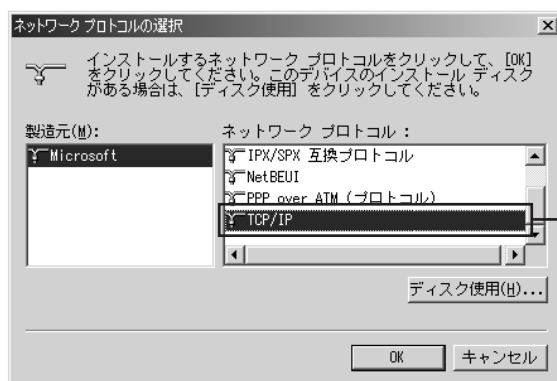 ネットワーク プロトコルの選択
インストールするネットワーク プロトコルをクリックして、[OK]
をクリックしてください。このデバイスのインストール ディスク
がある場合は、[ディスク使用] をクリックしてください。
製造元(M):
Microsoft
ネットワーク プロトコル :
IPX/SPX 互換プロトコル
NetBEUI
PPP over ATM (プロトコル)
TCP/IP
ディスク使用(H)...
OK
キャンセル